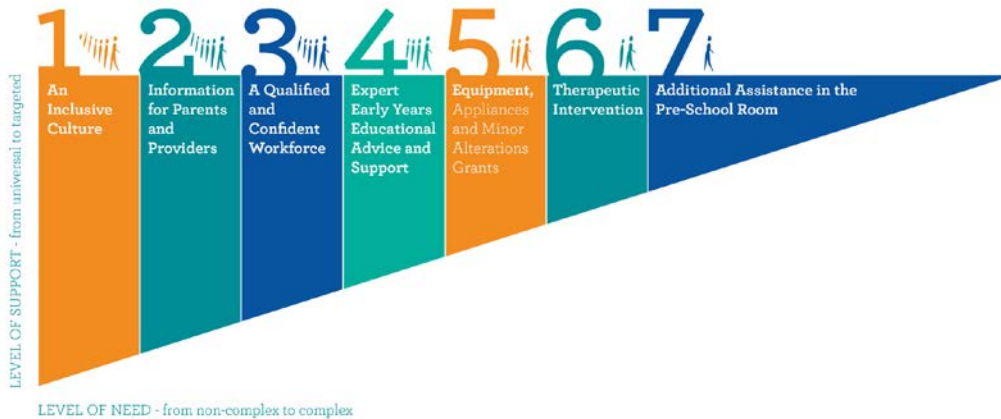 1
2
3
4
5
6
7
An
Inclusive
Culture
Information
for Parents
and
Providers
A Qualified
and
Confident
Workforce
Expert
Early Years
Educational
Advice and
Support
Equipment,
Appliances
and Minor
Alterations
Grants
Therapeutic
Intervention
Additional Assistance in the
Pre-School Room
LEVEL OF SUPPORT - from universal to targeted
LEVEL OF NEED - from non-complex to complex